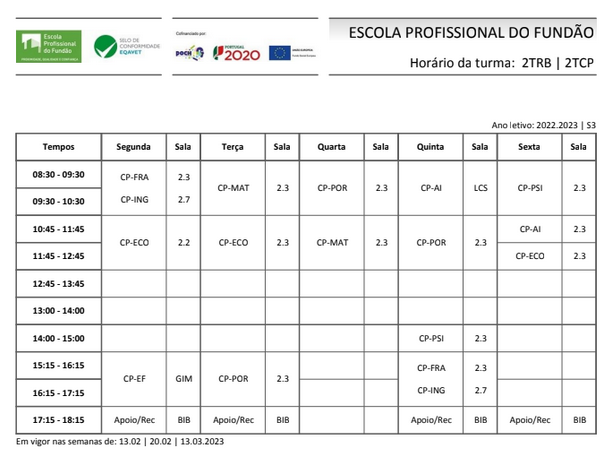 Escola
Profissional
do Fundão
SELO DE
CONFORMIDADE
EQAVET
Cofinanciado por:
POCH
PORTUGAL
2020
UNIÃO EUROPEIA
Fundo Social Europeu
ESCOLA PROFISSIONAL DO FUNDÃO
Horário da turma: 2TRB | 2TCP
Ano letivo: 2022.2023 | S3
Tempos Segunda Sala Terça Sala Quarta Sala Quinta Sala Sexta Sala
08:30 - 09:30 CP-FRA 2.3
CP-MAT 2.3 CP-POR 2.3 CP-AI LCS CP-PSI 2.3
09:30 - 10:30 CP-ING 2.7
10:45 - 11:45 CP-AI 2.3
CP-ECO 2.2 CP-ECO 2.3 CP-MAT 2.3 CP-POR 2.3
11:45 - 12:45 CP-ECO 2.3
12:45 - 13:45
13:00 - 14:00
14:00 - 15:00 CP-PSI 2.3
15:15 - 16:15 CP-FRA 2.3
CP-EF GIM CP-POR 2.3
16:15 - 17:15 CP-ING 2.7
17:15 - 18:15 Apoio/Rec BIB Apoio/Rec BIB Apoio/Rec BIB Apoio/Rec BIB
Em vigor nas semanas de: 13.02 | 20.02 | 13.03.2023